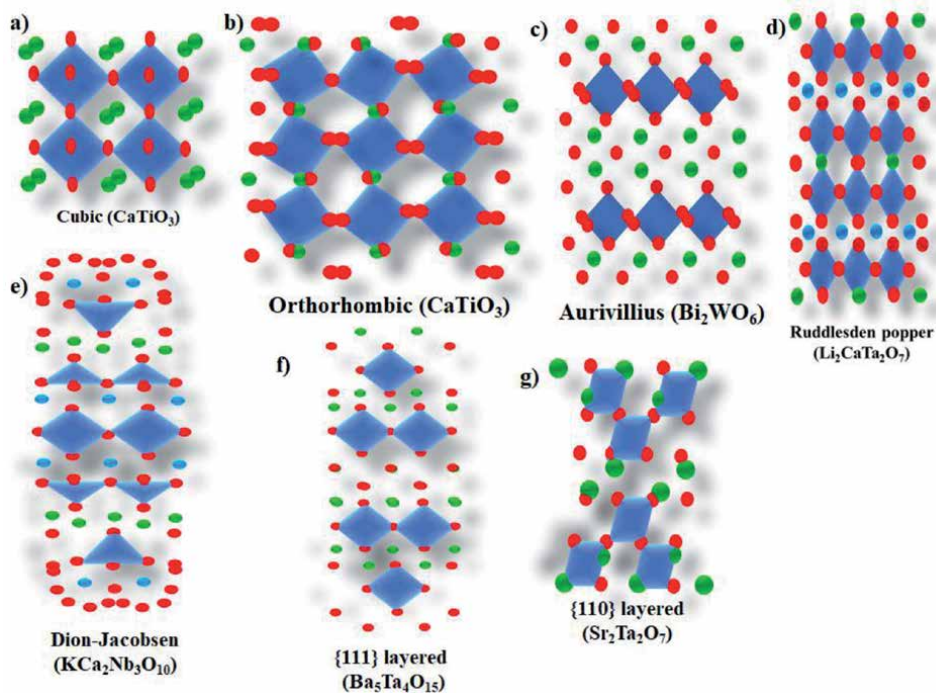 a)
Cubic (CaTiO₃)
b)
Orthorhombic (CaTiO₃)
c)
Aurivillius (Bi₂WO₆)
d)
Ruddlesden popper
(Li₂CaTa₂O₇)
e)
Dion-Jacobsen
(KCa₂Nb₃O₁₀)
f)
{111} layered
(Ba₅Ta₄O₁₅)
g)
{110} layered
(Sr₂Ta₂O₇)